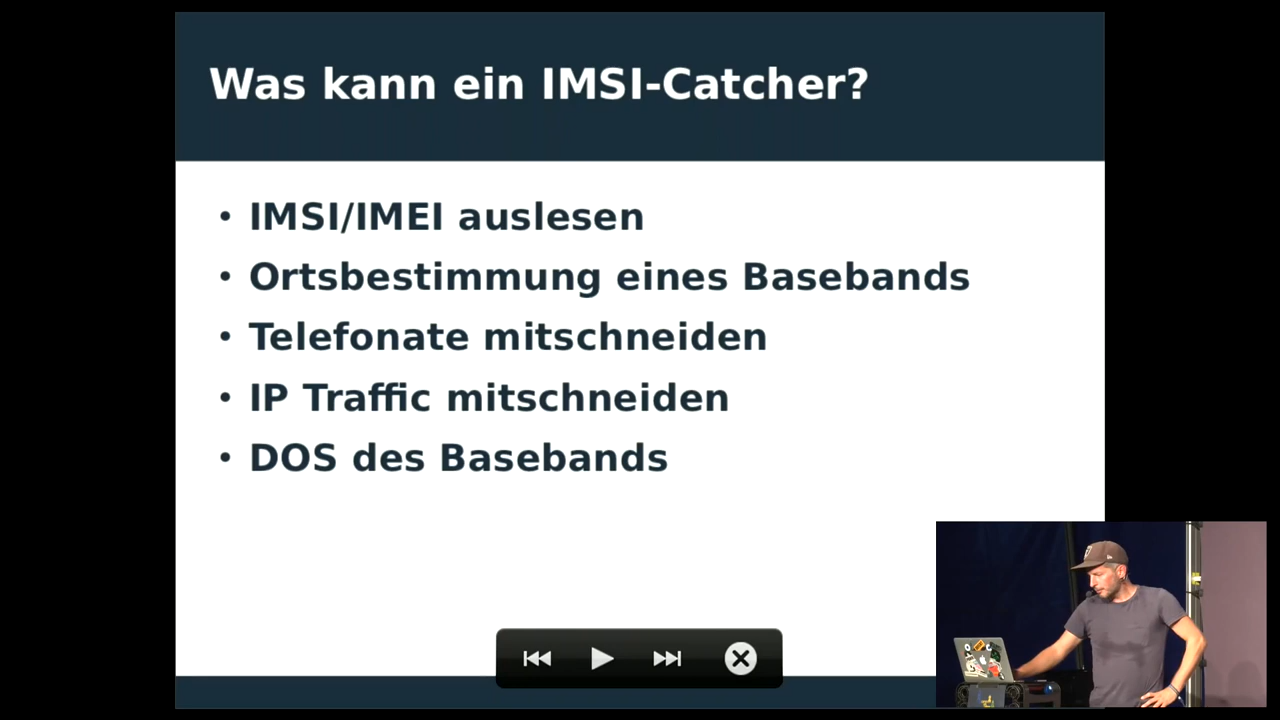 Was kann ein IMSI-Catcher?
• IMSI/IMEI auslesen
• Ortsbestimmung eines Basebands
• Telefonate mitschneiden
• IP Traffic mitschneiden
• DOS des Basebands